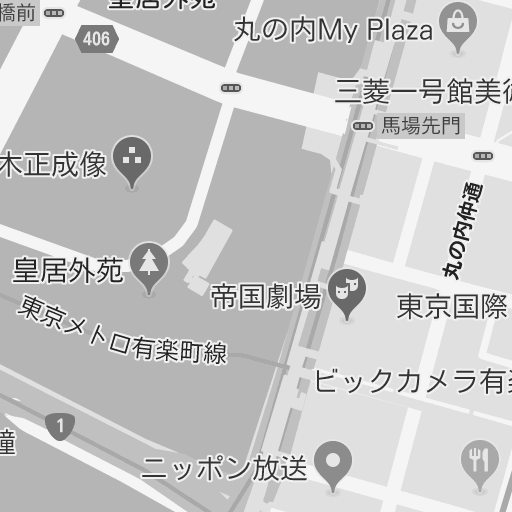 橋前
皇居外苑
406
丸の内My Plaza
三菱一号館美術
馬場先門
木正成像
丸の内仲通
皇居外苑
帝国劇場
東京国際
東京メトロ有楽町線
ビックカメラ有楽
1
ニッポン放送